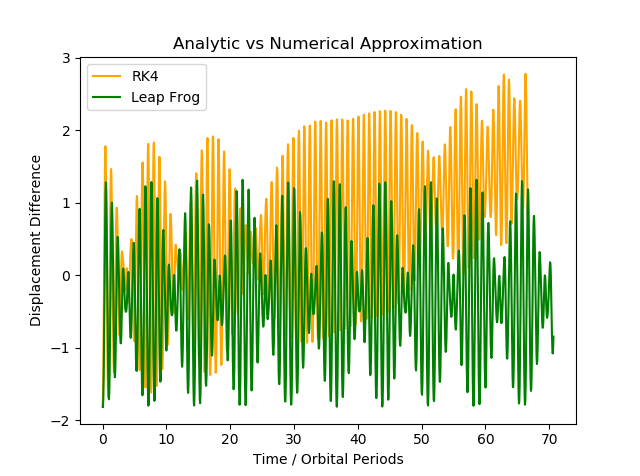 Analytic vs Numerical Approximation
RK4
Leap Frog
Displacement Difference
3
2
1
0
−1
−2
0 10 20 30 40 50 60 70
Time / Orbital Periods